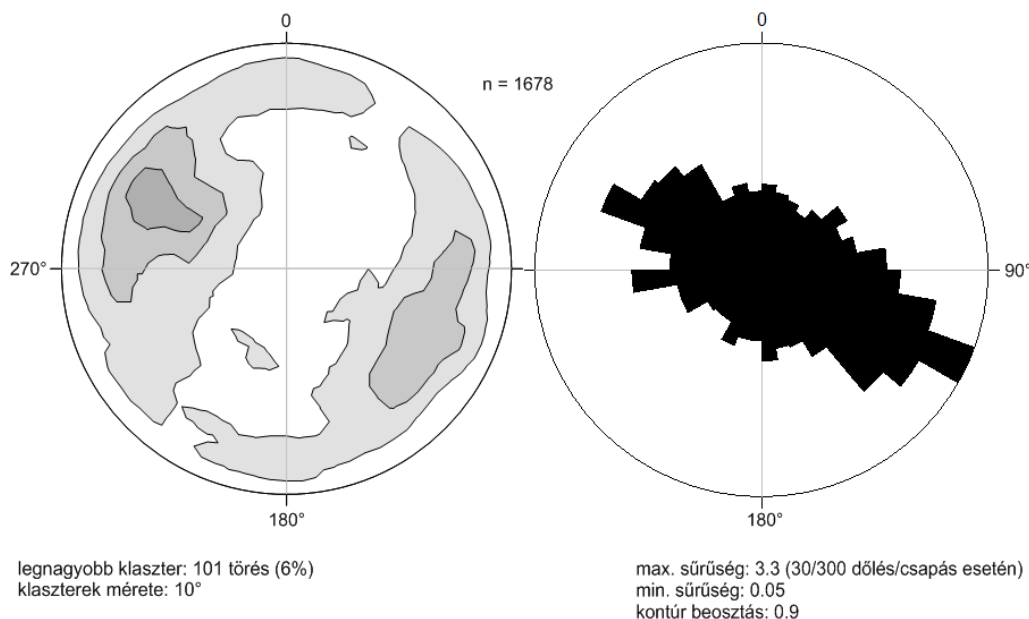 0
0
n = 1678
270°
90°
180°
180°
legnagyobb klaszter: 101 törés (6%)
klaszterek mérete: 10°
max. sűrűség: 3.3 (30/300 dőlés/csapás esetén)
min. sűrűség: 0.05
kontúr beosztás: 0.9